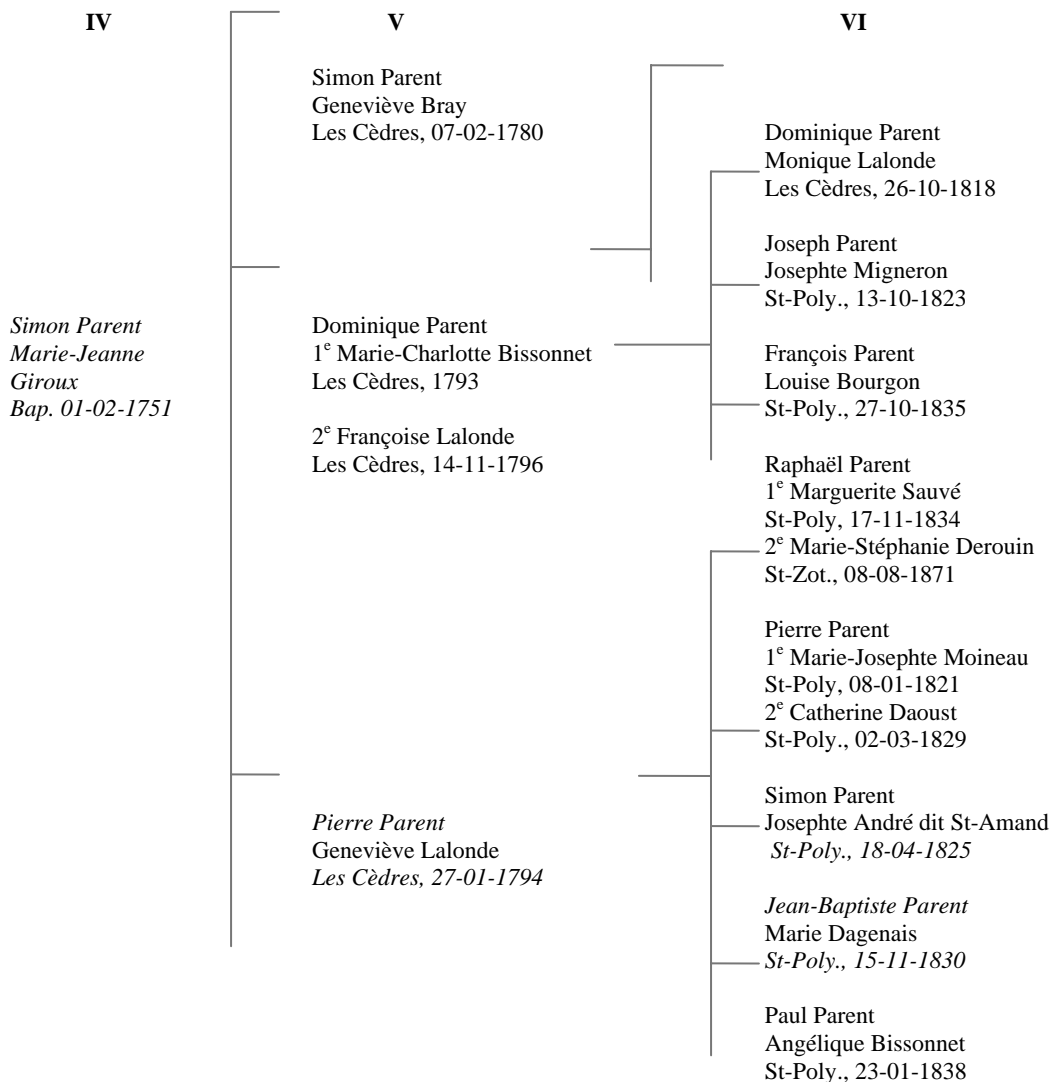 IV V VI
Simon Parent
Marie-Jeanne
Giroux
Bap. 01-02-1751
Simon Parent
Geneviève Bray
Les Cèdres, 07-02-1780
Dominique Parent
1e Marie-Charlotte Bissonnet
Les Cèdres, 1793
2e Françoise Lalonde
Les Cèdres, 14-11-1796
Pierre Parent
Geneviève Lalonde
Les Cèdres, 27-01-1794
Dominique Parent
Monique Lalonde
Les Cèdres, 26-10-1818
Joseph Parent
Josephte Migneron
St-Poly., 13-10-1823
François Parent
Louise Bourgon
St-Poly., 27-10-1835
Raphaël Parent
1e Marguerite Sauvé
St-Poly, 17-11-1834
2e Marie-Stéphanie Derouin
St-Zot., 08-08-1871
Pierre Parent
1e Marie-Josephte Moineau
St-Poly, 08-01-1821
2e Catherine Daoust
St-Poly., 02-03-1829
Simon Parent
Josephte André dit St-Amand
St-Poly., 18-04-1825
Jean-Baptiste Parent
Marie Dagenais
St-Poly., 15-11-1830
Paul Parent
Angélique Bissonnet
St-Poly., 23-01-1838